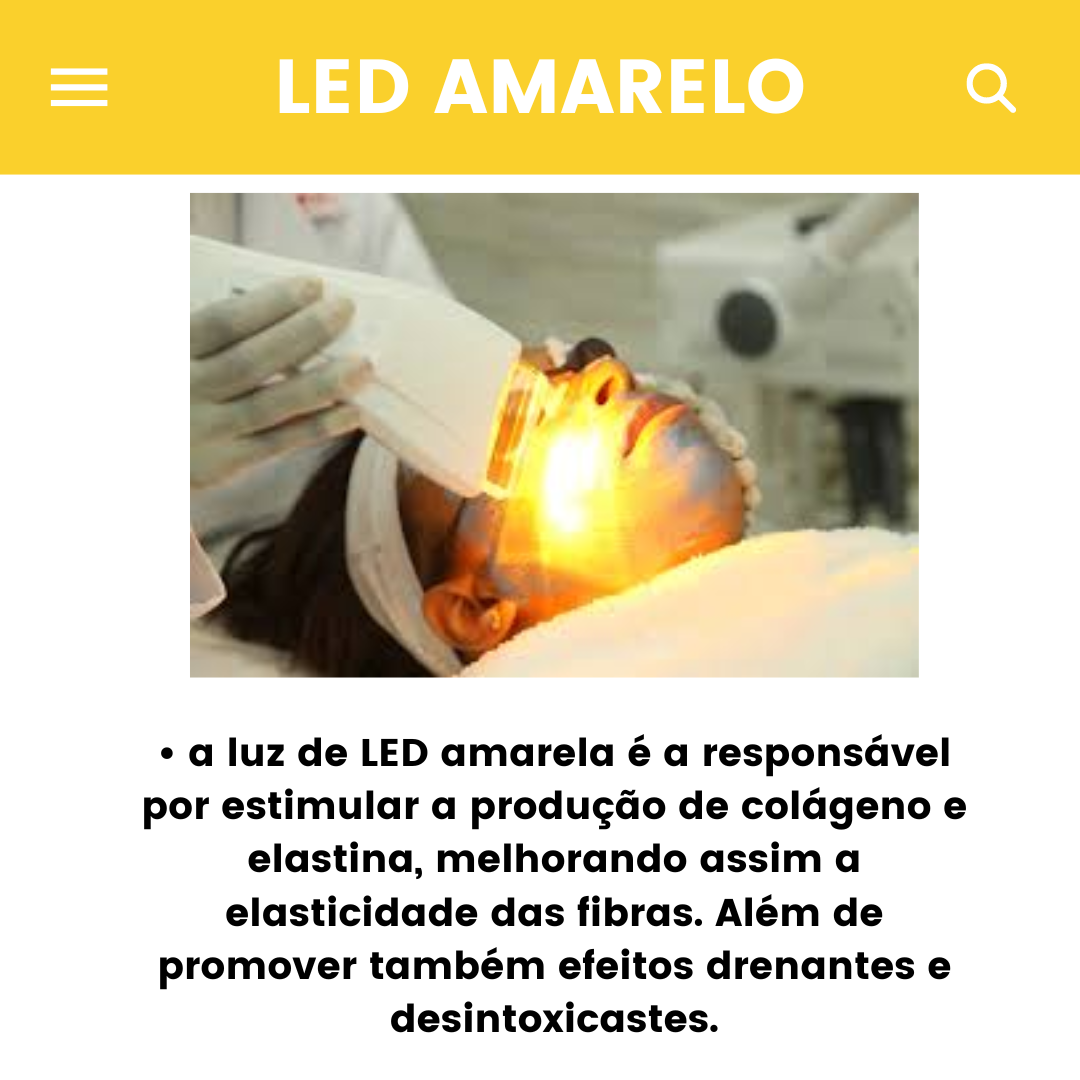 LED AMARELO
• a luz de LED amarela é a responsável
por estimular a produção de colágeno e
elastina, melhorando assim a
elasticidade das fibras. Além de
promover também efeitos drenantes e
desintoxicastes.